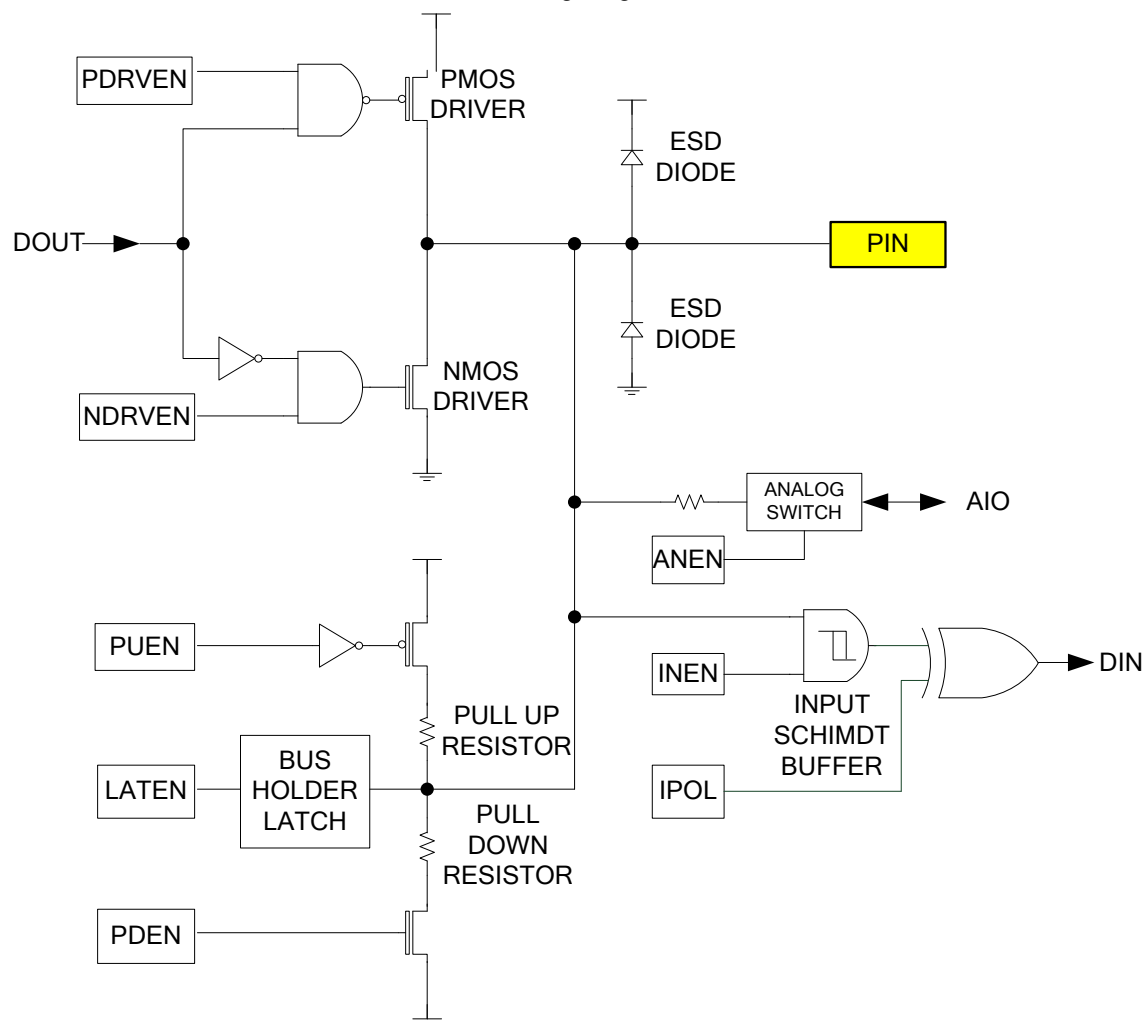 PDRVEN
PMOS
DRIVER
ESD
DIODE
DOUT
PIN
ESD
DIODE
NMOS
DRIVER
NDRVEN
ANALOG
SWITCH
AIO
ANEN
PUEN
INEN
DIN
PULL UP
RESISTOR
INPUT
SCHIMDT
BUFFER
LATEN
BUS
HOLDER
LATCH
IPOL
PULL
DOWN
RESISTOR
PDEN